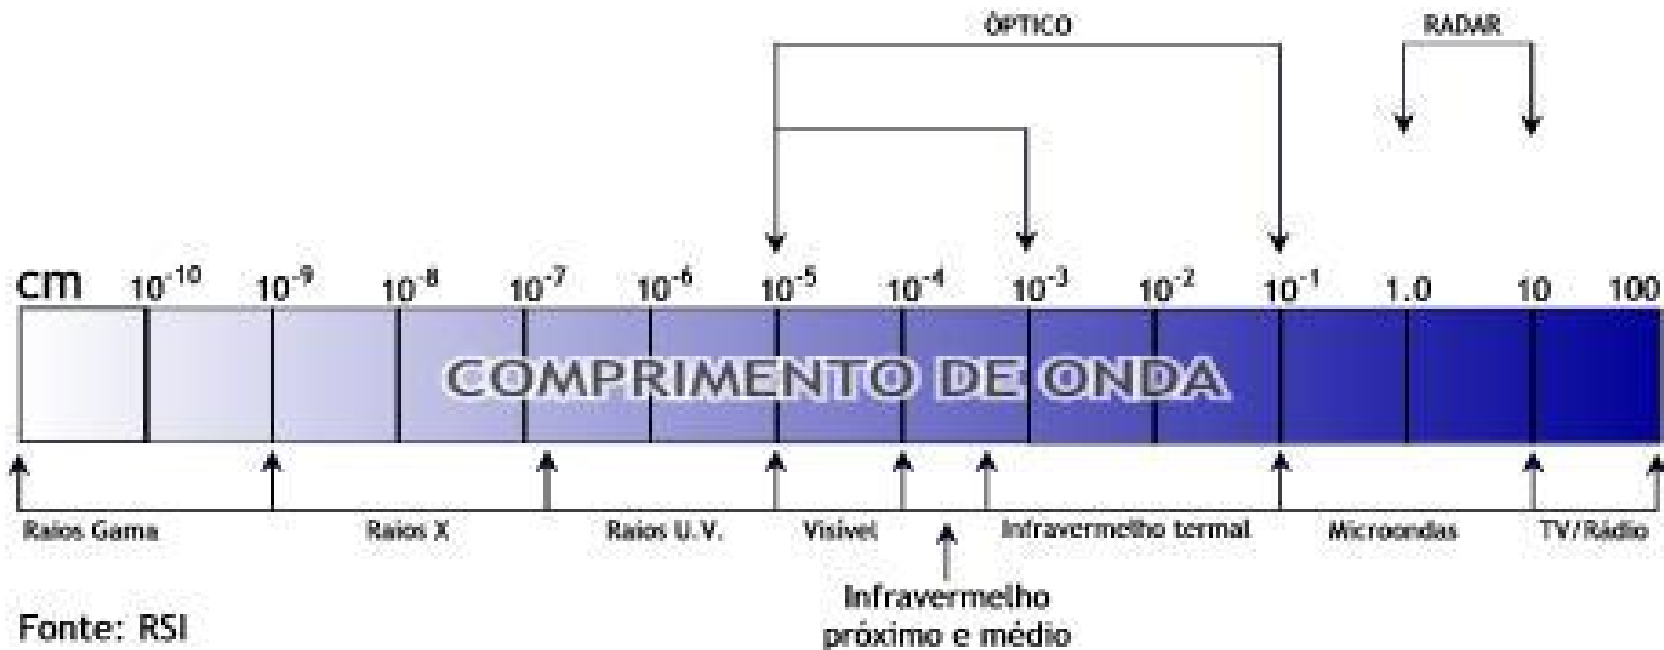 ÓPTICO
RADAR
cm 10⁻¹⁰ 10⁻⁹ 10⁻⁸ 10⁻⁷ 10⁻⁶ 10⁻⁵ 10⁻⁴ 10⁻³ 10⁻² 10⁻¹ 1.0 10 100
COMPRIMENTO DE ONDA
Raios Gama Raios X Raios U.V. Visível Infravermelho termal Microondas TV/Rádio
Infravermelho
próximo e médio
Fonte: RSI